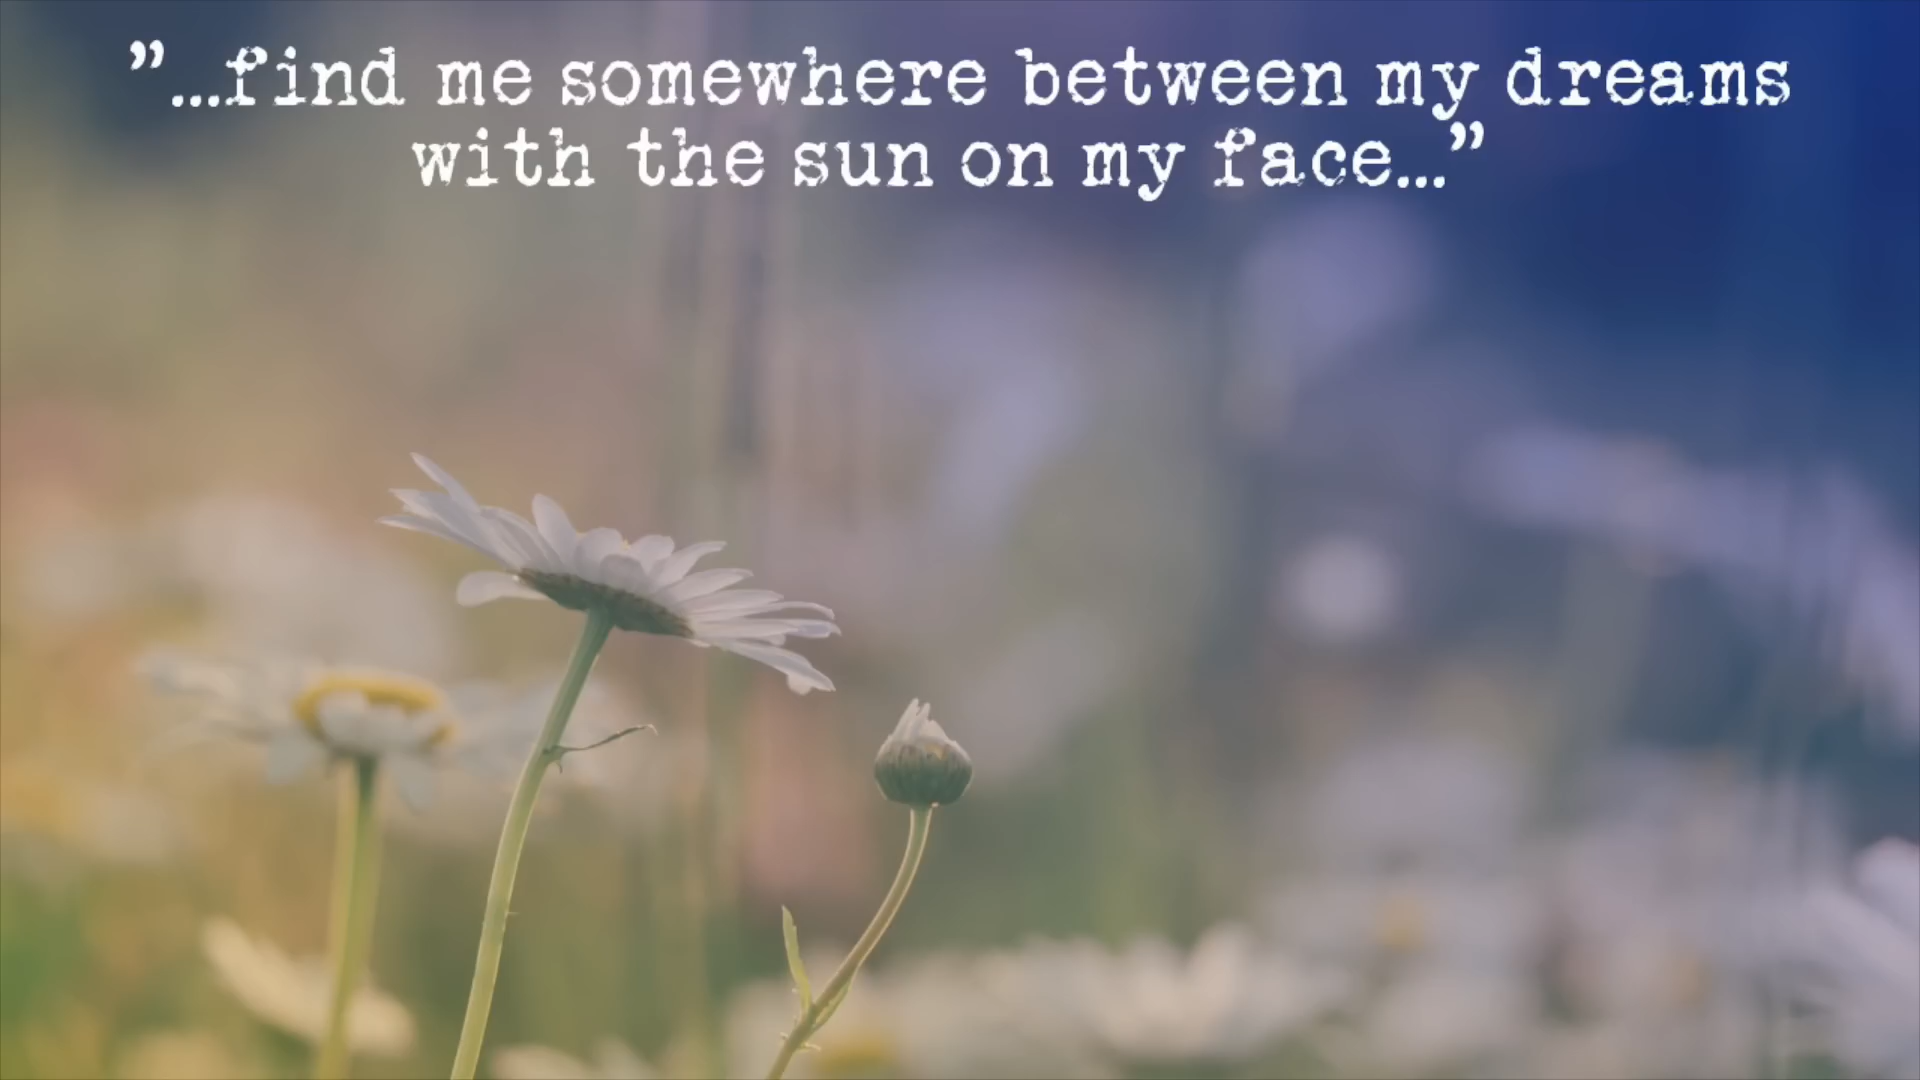 ”...find me somewhere between my dreams
with the sun on my face...”